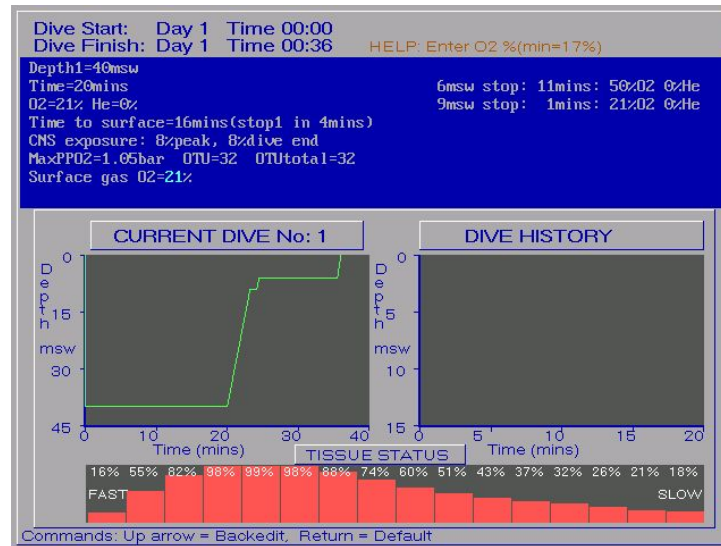 Dive Start: Day 1 Time 00:00
Dive Finish: Day 1 Time 00:36 HELP: Enter O2 %(min=17%)
Depth1=40msw
Time=20mins 6msw stop: 11mins: 50%O2 0%He
O2=21% He=0% 9msw stop: 1mins: 21%O2 0%He
Time to surface=16mins(stop1 in 4mins)
CNS exposure: 8%peak, 8%dive end
MaxPPO2=1.05bar OTU=32 OTUtotal=32
Surface gas O2=21%
CURRENT DIVE No: 1 DIVE HISTORY
0 0
Depth Depth
15 5
msw msw
30 10
45 15
0 10 20 30 40 0 5 10 15 20
Time (mins) Time (mins)
TISSUE STATUS
16% 55% 82% 98% 99% 98% 88% 74% 60% 51% 43% 37% 32% 26% 21% 18%
FAST SLOW
Commands: Up arrow = Backedit, Return = Default